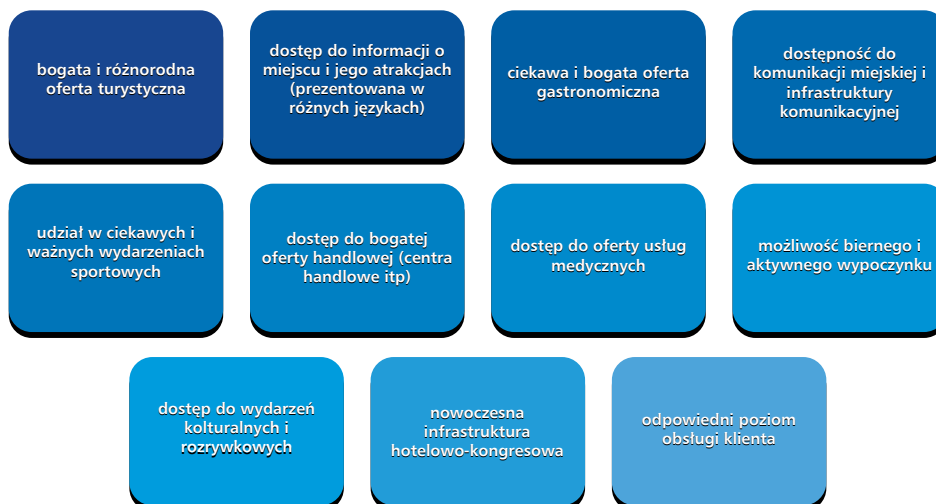 bogata i różnorodna
oferta turystyczna
dostęp do informacji o
miejscu i jego atrakcjach
(prezentowana w
różnych językach)
ciekawa i bogata oferta
gastronomiczna
dostępność do
komunikacji miejskiej i
infrastruktury
komunikacyjnej
udział w ciekawych i
ważnych wydarzeniach
sportowych
dostęp do bogatej
oferty handlowej (centra
handlowe itp)
dostęp do oferty usług
medycznych
możliwość biernego i
aktywnego wypoczynku
dostęp do wydarzeń
kolturalnych i
rozrywkowych
nowoczesna
infrastruktura
hotelowo-kongresowa
odpowiedni poziom
obsługi klienta